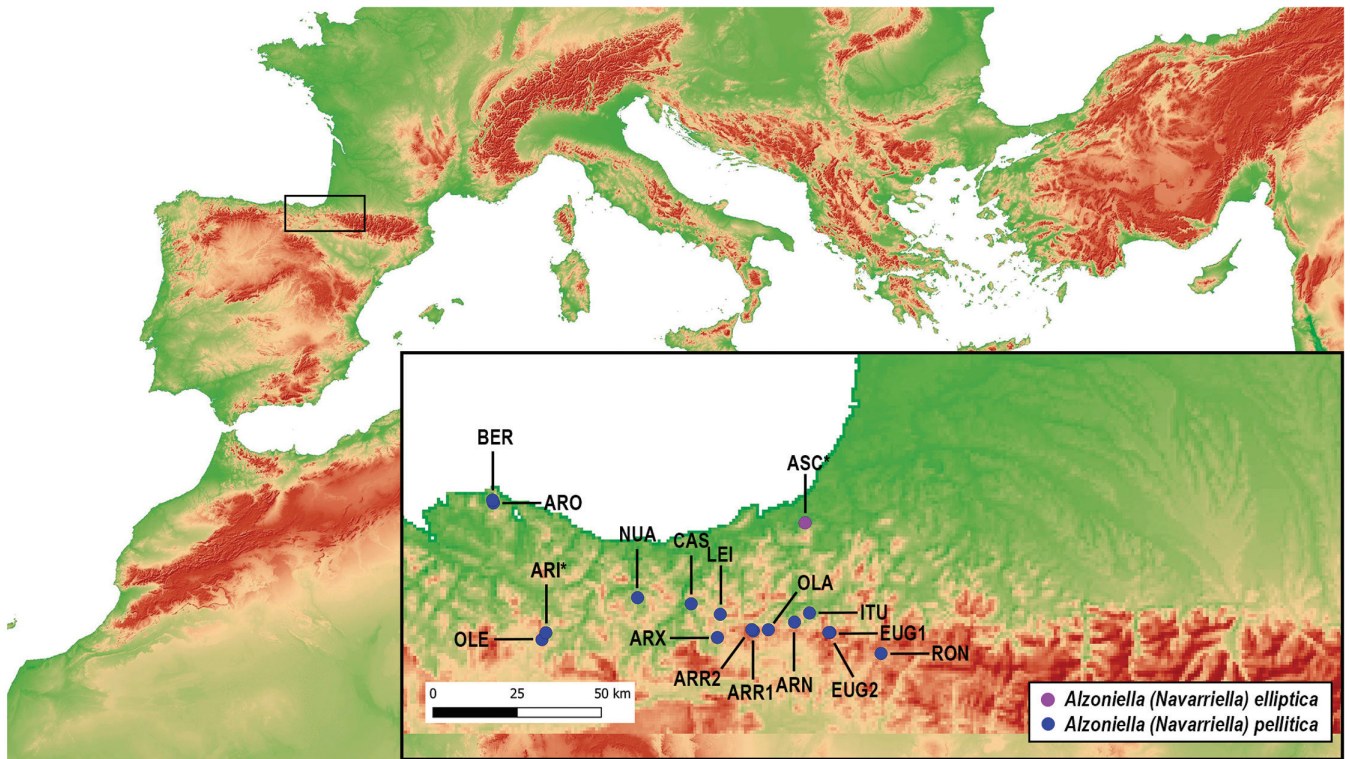 BER
ASC*
ARO
NUA
CAS
LEI
ARI*
OLA
OLE
ARX
ITU
EUG1
RON
ARR2
ARR1
ARN
EUG2
0 25 50 km
Alzoniella (Navarriella) elliptica
Alzoniella (Navarriella) pellitica